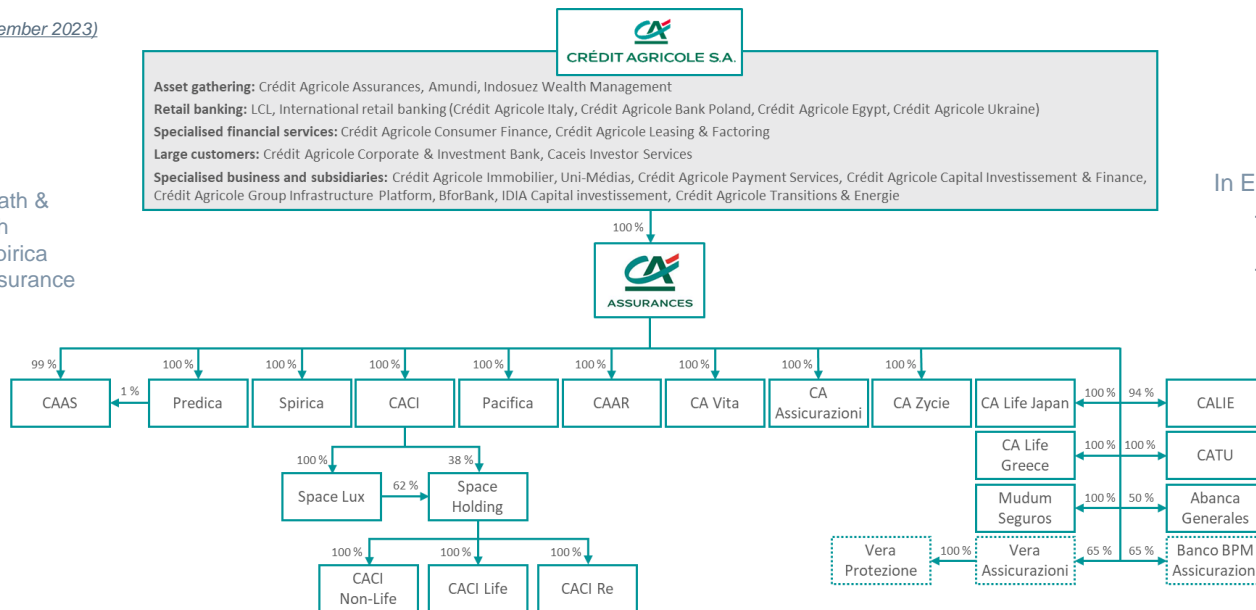 ember 2023)
CRÉDIT AGRICOLE S.A.
Asset gathering: Crédit Agricole Assurances, Amundi, Indosuez Wealth Management
Retail banking: LCL, International retail banking (Crédit Agricole Italy, Crédit Agricole Bank Poland, Crédit Agricole Egypt, Crédit Agricole Ukraine)
Specialised financial services: Crédit Agricole Consumer Finance, Crédit Agricole Leasing & Factoring
Large customers: Crédit Agricole Corporate & Investment Bank, Caceis Investor Services
Specialised business and subsidiaries: Crédit Agricole Immobilier, Uni-Médias, Crédit Agricole Payment Services, Crédit Agricole Capital Investissement & Finance,
Crédit Agricole Group Infrastructure Platform, BforBank, IDIA Capital investissement, Crédit Agricole Transitions & Energie
ath &
pirica
surance
In E
100 %
ASSURANCES
99 % 100 % 100 % 100 % 100 % 100 % 100 % 100 % 100 %
CAAS
1 %
Predica
Spirica
CACI
Pacifica
CAAR
CA Vita
CA
Assicurazioni
CA Zycie
CA Life Japan
100 % 94 %
CALIE
CA Life
Greece
100 % 100 %
CATU
100 % 38 %
Space Lux
62 %
Space
Holding
Mudum
Seguros
100 % 50 %
Abanca
Generales
100 % 100 % 100 %
CACI
Non-Life
CACI Life
CACI Re
Vera
Protezione
100 %
Vera
Assicurazioni
65 % 65 %
Banco BPM
Assicurazion